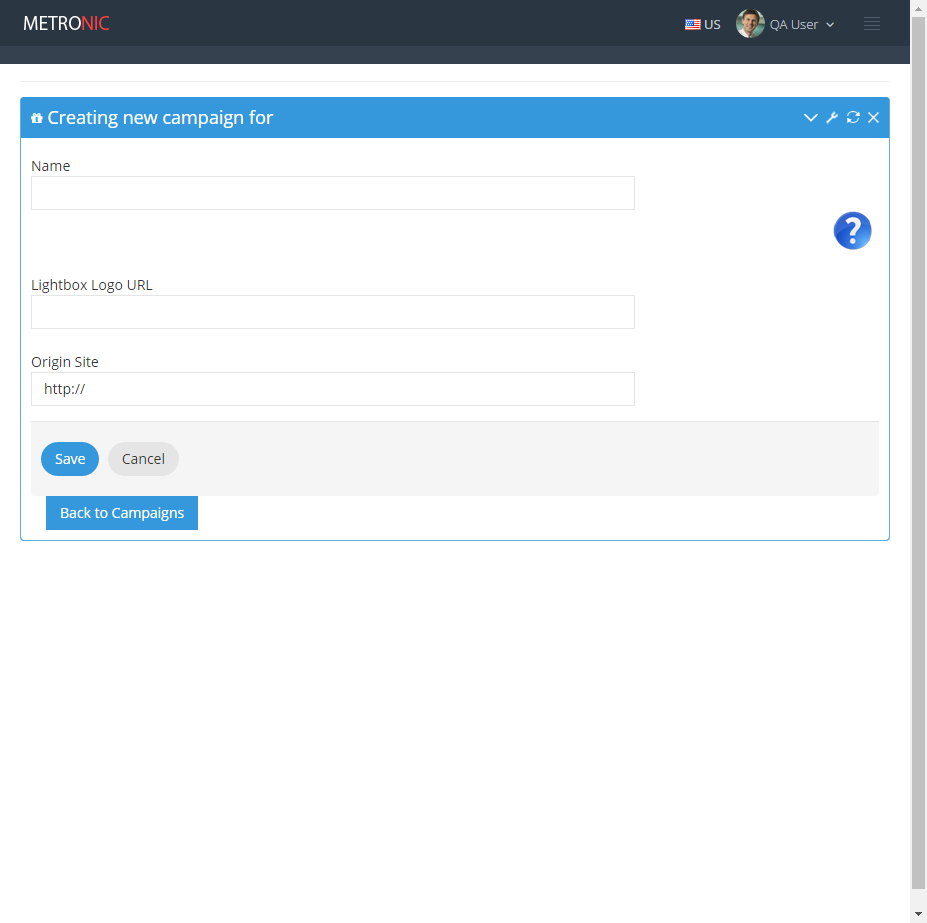 METRONIC
US
QA User
Creating new campaign for
Name
?
Lightbox Logo URL
Origin Site
http://
Save
Cancel
Back to Campaigns